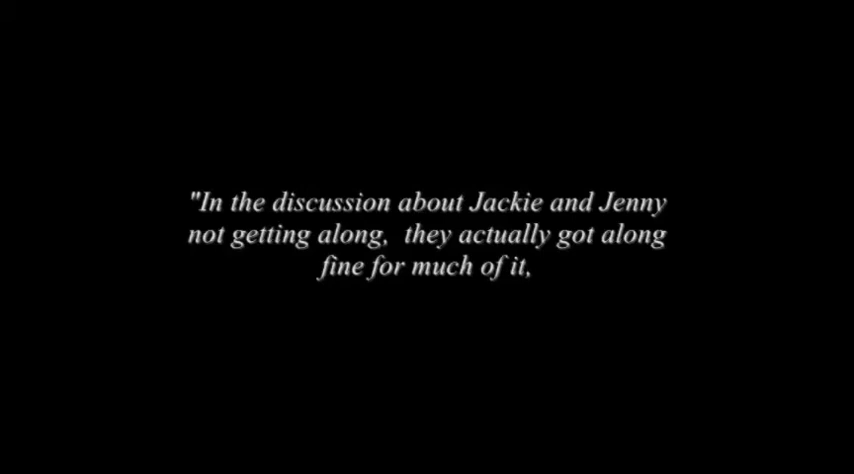 "In the discussion about Jackie and Jenny
not getting along,  they actually got along
fine for much of it,